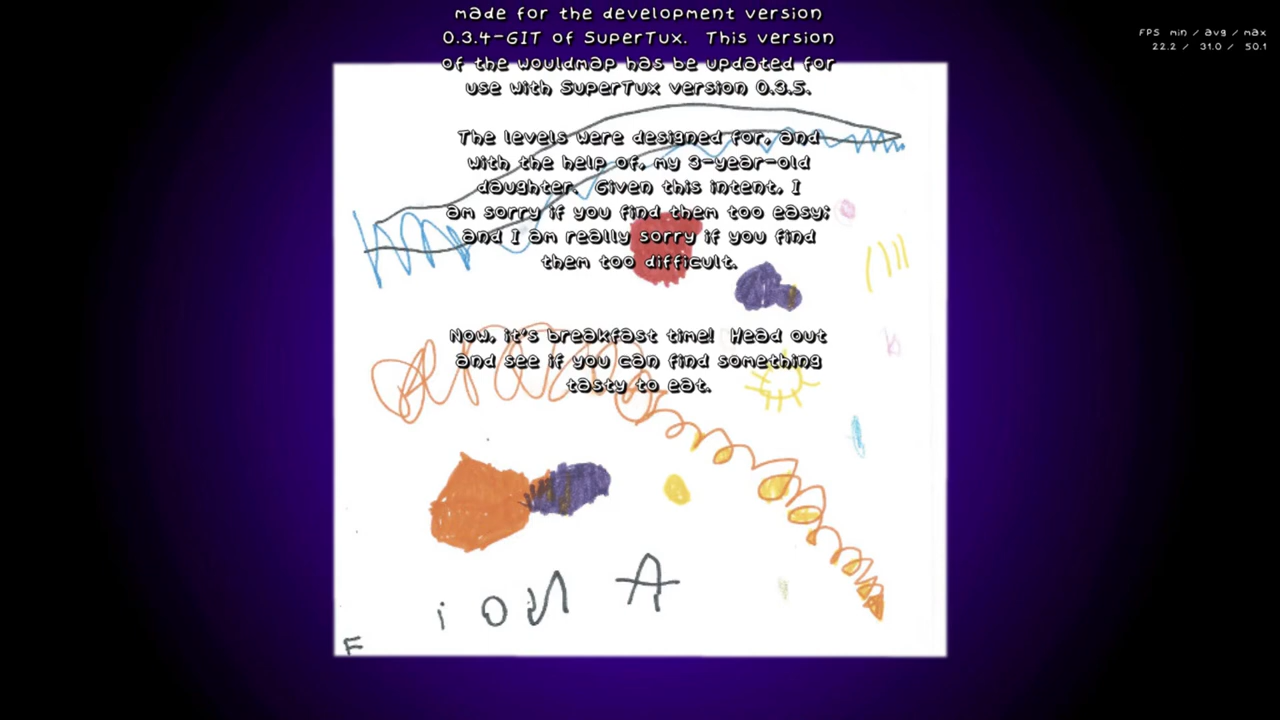 made for the development version
0.3.4-GIT of SuperTux. This version
of the wouldmap has be updated for
use with SuperTux version 0.3.5.
The levels were designed for, and
with the help of, my 3-year-old
daughter. Given this intent, I
am sorry if you find them too easy;
and I am really sorry if you find
them too difficult.
Now, it's breakfast time! Head out
and see if you can find something
tasty to eat.
FPS min / avg / max
22.2 / 31.0 / 50.1
A
F